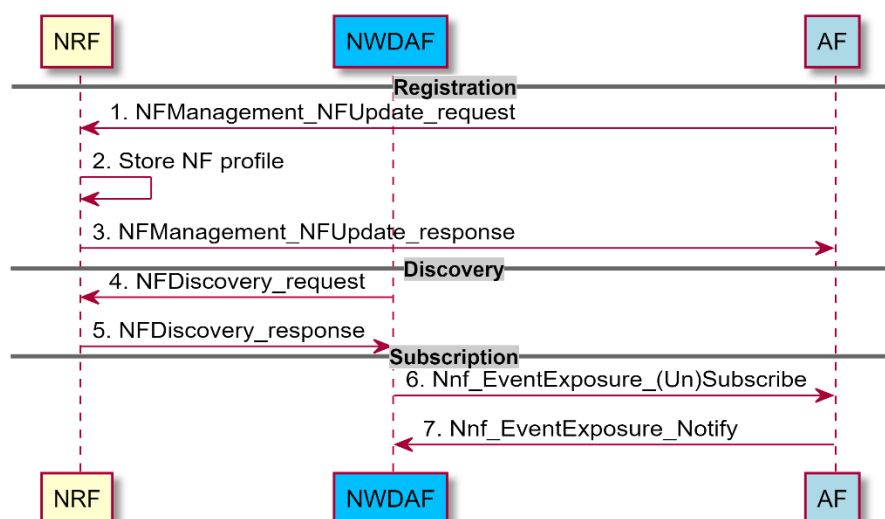 NRF
NWDAF
AF
Registration
1. NFManagement_NFUpdate_request
2. Store NF profile
3. NFManagement_NFUpdate_response
Discovery
4. NFDiscovery_request
5. NFDiscovery_response
Subscription
6. Nnf_EventExposure_(Un)Subscribe
7. Nnf_EventExposure_Notify
NRF
NWDAF
AF